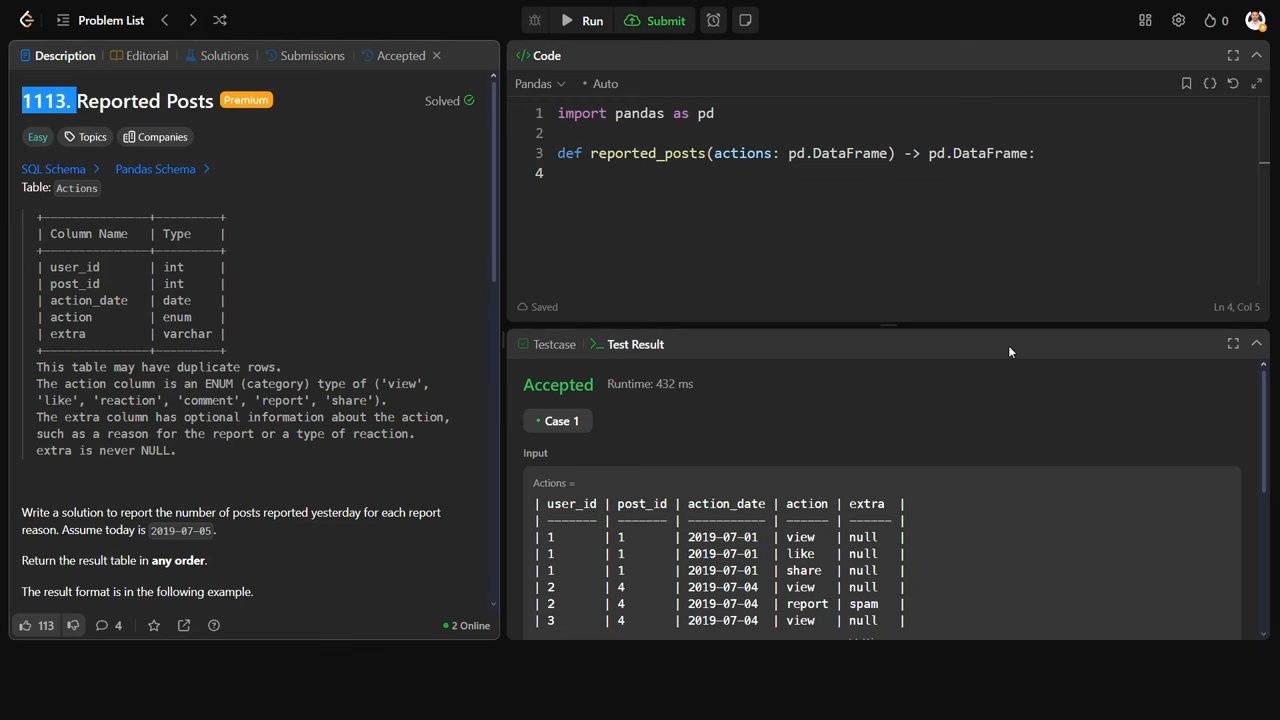 Problem List
Run
Submit
0
Description
Editorial
Solutions
Submissions
Accepted
1113. Reported Posts
Premium
Solved
Easy
Topics
Companies
SQL Schema >
Pandas Schema >
Table: Actions
+---------------+---------+
| Column Name | Type |
+---------------+---------+
| user_id | int |
| post_id | int |
| action_date | date |
| action | enum |
| extra | varchar |
+---------------+---------+
This table may have duplicate rows.
The action column is an ENUM (category) type of ('view',
'like', 'reaction', 'comment', 'report', 'share').
The extra column has optional information about the action,
such as a reason for the report or a type of reaction.
extra is never NULL.
Write a solution to report the number of posts reported yesterday for each report
reason. Assume today is 2019-07-05.
Return the result table in any order.
The result format is in the following example.
113
4
2 Online
</> Code
Pandas
• Auto
1 import pandas as pd
2
3 def reported_posts(actions: pd.DataFrame) -> pd.DataFrame:
4
Saved
Ln 4, Col 5
Testcase
>_ Test Result
Accepted
Runtime: 432 ms
• Case 1
Input
Actions =
| user_id | post_id | action_date | action | extra |
| ------- | ------- | ----------- | ------ | ------ |
| 1 | 1 | 2019-07-01 | view | null |
| 1 | 1 | 2019-07-01 | like | null |
| 1 | 1 | 2019-07-01 | share | null |
| 2 | 4 | 2019-07-04 | view | null |
| 2 | 4 | 2019-07-04 | report | spam |
| 3 | 4 | 2019-07-04 | view | null |